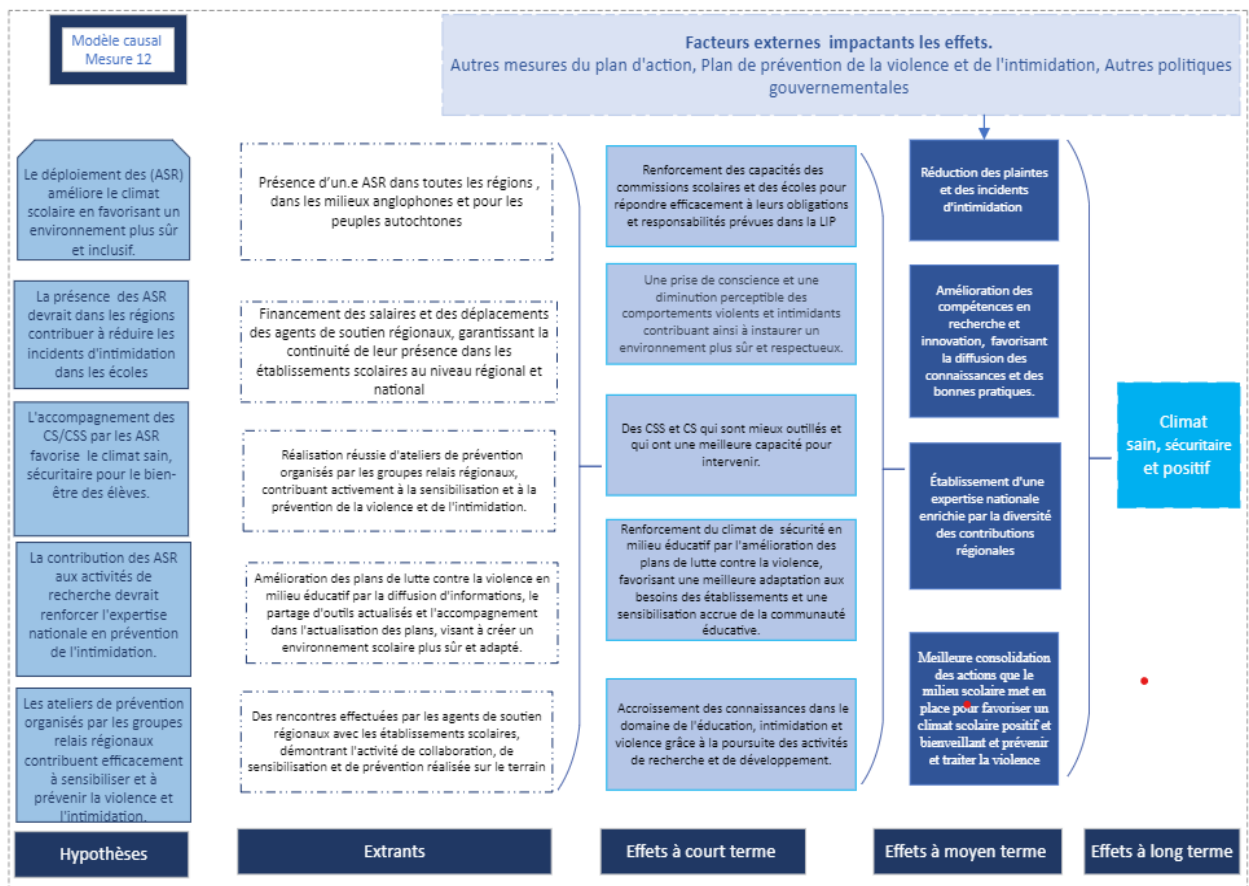 Modèle causal
Mesure 12
Facteurs externes impactants les effets.
Autres mesures du plan d'action, Plan de prévention de la violence et de l'intimidation, Autres politiques
gouvernementales
Le déploiement des (ASR)
améliore le climat
scolaire en favorisant un
environnement plus sûr
et inclusif.
La présence des ASR
devrait dans les régions
contribuer à réduire les
incidents d'intimidation
dans les écoles
L'accompagnement des
CS/CSS par les ASR
favorise le climat sain,
sécuritaire pour le bien-
être des élèves.
La contribution des ASR
aux activités de
recherche devrait
renforcer l'expertise
nationale en prévention
de l'intimidation.
Les ateliers de prévention
organisés par les groupes
relais régionaux
contribuent efficacement
à sensibiliser et à
prévenir la violence et
l'intimidation.
Hypothèses
Présence d'un.e ASR dans toutes les régions ,
dans les milieux anglophones et pour les
peuples autochtones
Financement des salaires et des déplacements
des agents de soutien régionaux, garantissant la
continuité de leur présence dans les
établissements scolaires au niveau régional et
national
Réalisation réussie d'ateliers de prévention
organisés par les groupes relais régionaux,
contribuant activement à la sensibilisation et à la
prévention de la violence et de l'intimidation.
Amélioration des plans de lutte contre la violence en
milieu éducatif par la diffusion d'informations, le
partage d'outils actualisés et l'accompagnement
dans l'actualisation des plans, visant à créer un
environnement scolaire plus sûr et adapté.
Des rencontres effectuées par les agents de soutien
régionaux avec les établissements scolaires,
démontrant l'activité de collaboration, de
sensibilisation et de prévention réalisée sur le terrain
Extrants
Renforcement des capacités des
commissions scolaires et des écoles pour
répondre efficacement à leurs obligations
et responsabilités prévues dans la LIP
Une prise de conscience et une
diminution perceptible des
comportements violents et intimidants
contribuant ainsi à instaurer un
environnement plus sûr et respectueux.
Des CSS et CS qui sont mieux outillés et
qui ont une meilleure capacité pour
intervenir.
Renforcement du climat de sécurité en
milieu éducatif par l'amélioration des
plans de lutte contre la violence,
favorisant une meilleure adaptation aux
besoins des établissements et une
sensibilisation accrue de la communauté
éducative.
Accroissement des connaissances dans le
domaine de l'éducation, intimidation et
violence grâce à la poursuite des activités
de recherche et de développement.
Effets à court terme
Réduction des plaintes
et des incidents
d'intimidation
Amélioration des
compétences en
recherche et
innovation, favorisant
la diffusion des
connaissances et des
bonnes pratiques.
Établissement d'une
expertise nationale
enrichie par la diversité
des contributions
régionales
Meilleure consolidation
des actions que le
milieu scolaire met en
place pour favoriser un
climat scolaire positif et
bienveillant et prévenir
et traiter la violence
Effets à moyen terme
Climat
sain, sécuritaire
et positif
Effets à long terme